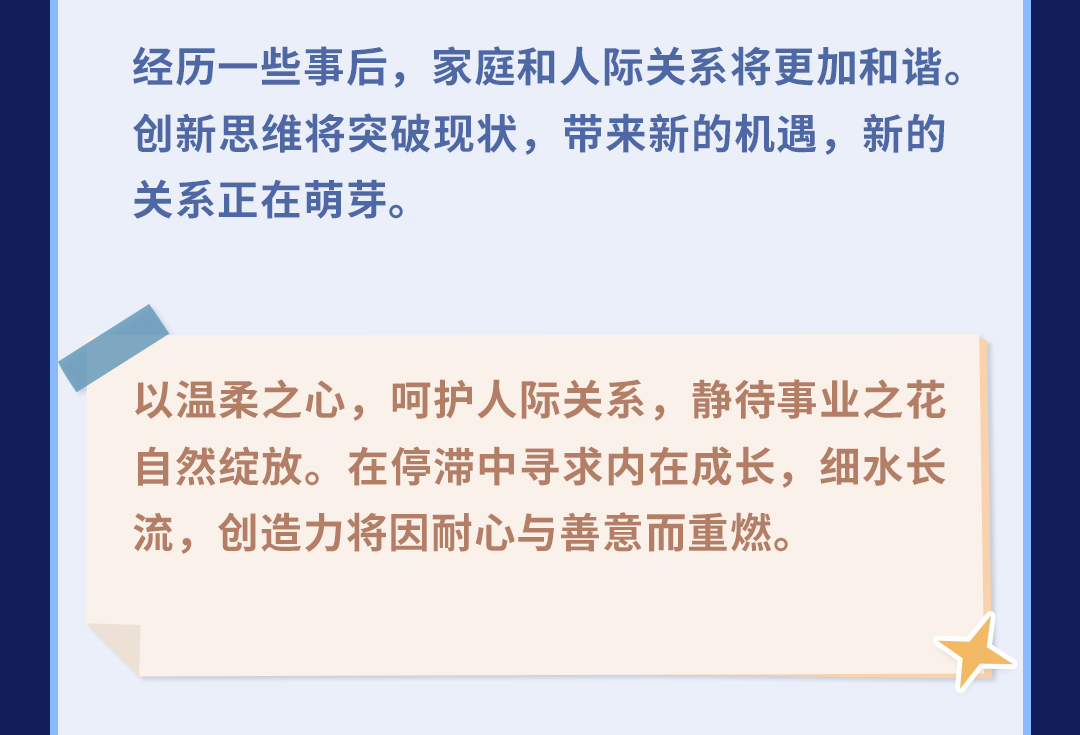 经历一些事后，家庭和人际关系将更加和谐。
创新思维将突破现状，带来新的机遇，新的
关系正在萌芽。
以温柔之心，呵护人际关系，静待事业之花
自然绽放。在停滞中寻求内在成长，细水长
流，创造力将因耐心与善意而重燃。